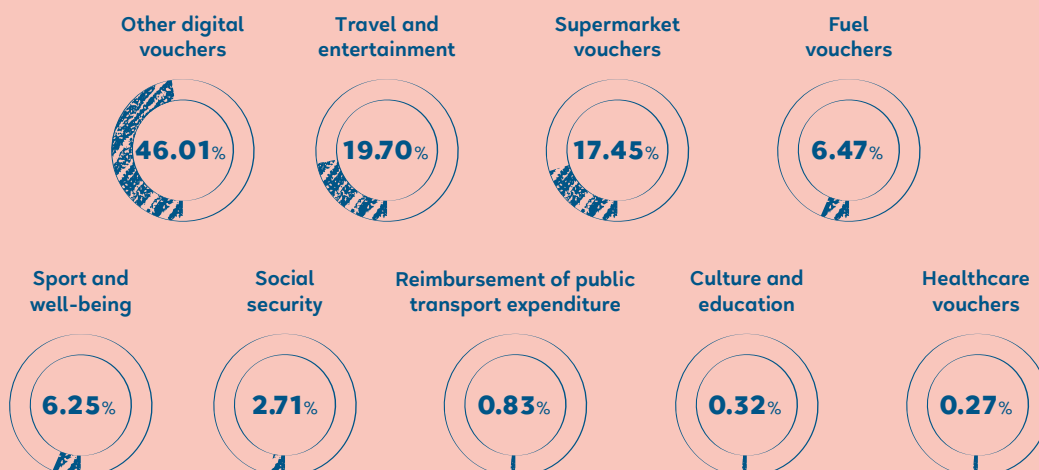 Other digital
vouchers
46.01%
Travel and
entertainment
19.70%
Supermarket
vouchers
17.45%
Fuel
vouchers
6.47%
Sport and
well-being
6.25%
Social
security
2.71%
Reimbursement of public
transport expenditure
0.83%
Culture and
education
0.32%
Healthcare
vouchers
0.27%